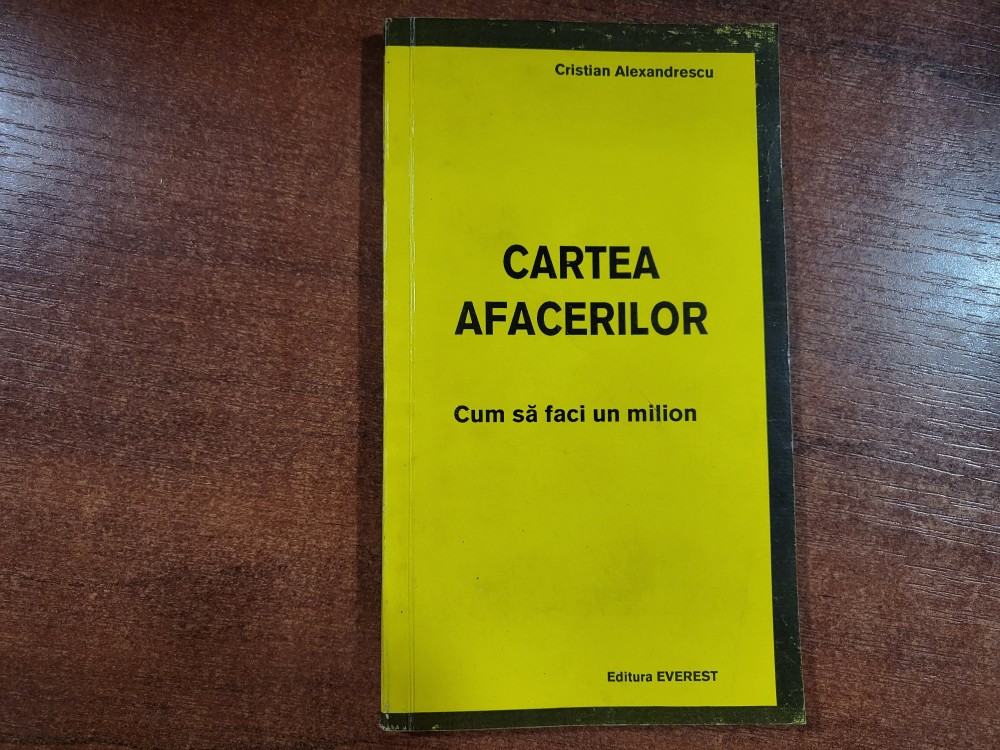 Cristian Alexandrescu
CARTEA
AFACERILOR
Cum să faci un milion
Editura EVEREST